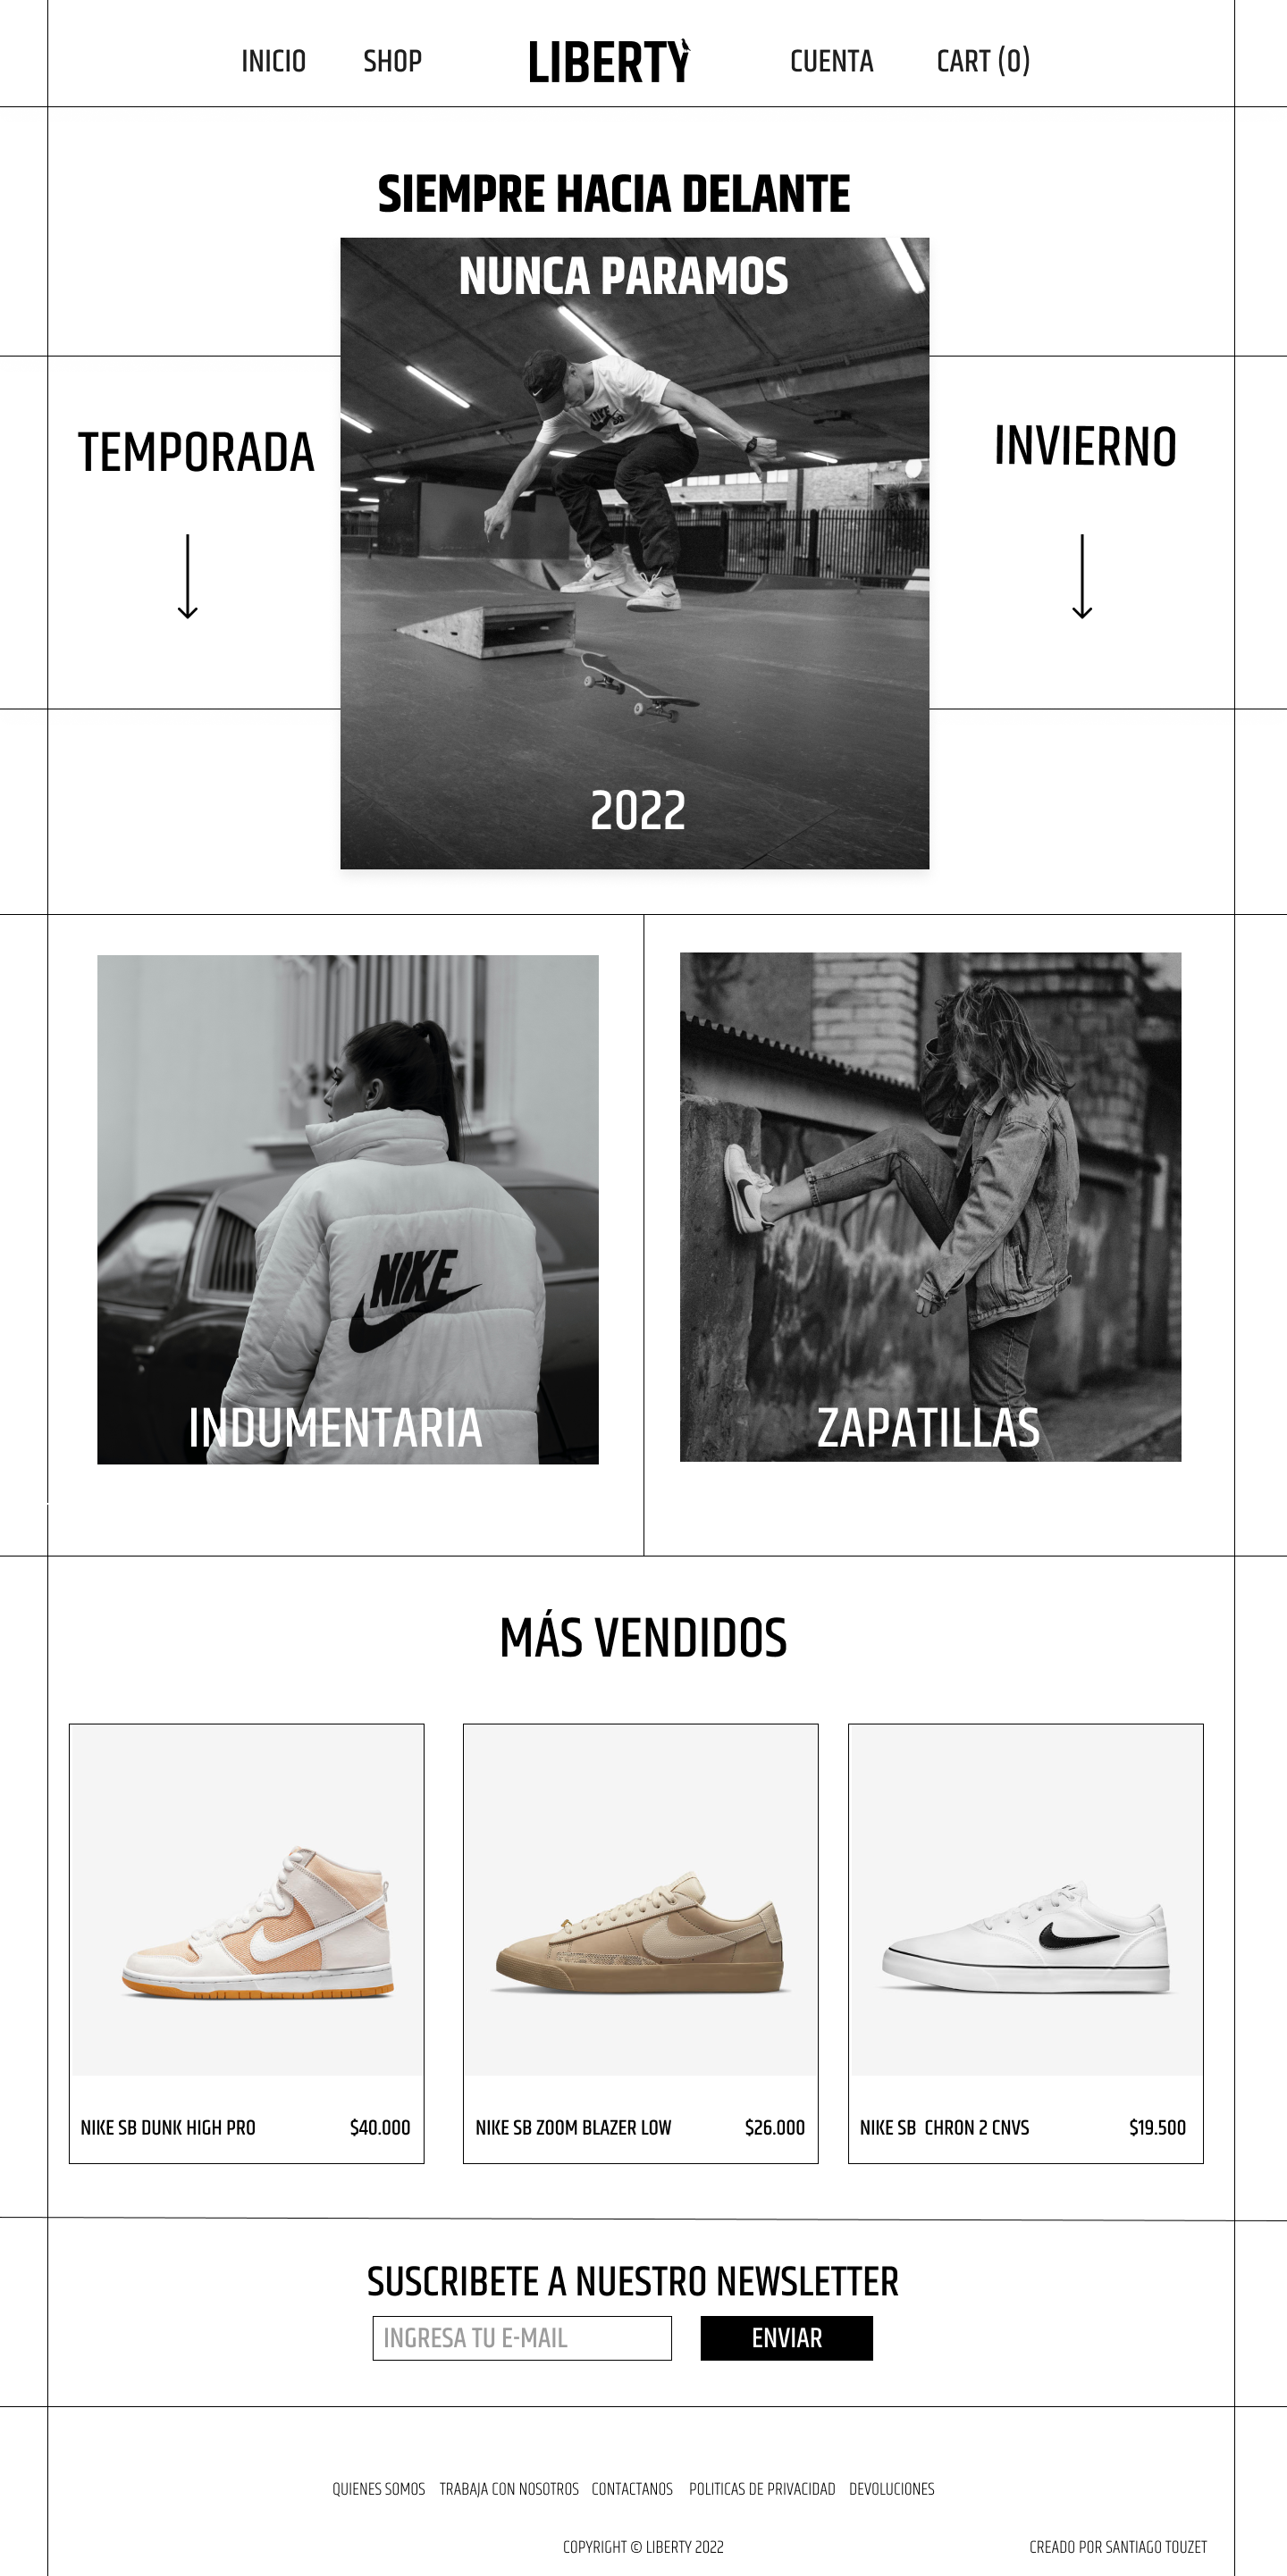 INICIO
SHOP
LIBERTY
CUENTA
CART (0)
SIEMPRE HACIA DELANTE
NUNCA PARAMOS
TEMPORADA
INVIERNO
NIKE
2022
NIKE
INDUMENTARIA
ZAPATILLAS
MÁS VENDIDOS
NIKE SB DUNK HIGH PRO
$40.000
NIKE SB ZOOM BLAZER LOW
$26.000
NIKE SB CHRON 2 CNVS
$19.500
SUSCRIBETE A NUESTRO NEWSLETTER
INGRESA TU E-MAIL
ENVIAR
QUIENES SOMOS
TRABAJA CON NOSOTROS
CONTACTANOS
POLITICAS DE PRIVACIDAD
DEVOLUCIONES
COPYRIGHT © LIBERTY 2022
CREADO POR SANTIAGO TOUZET